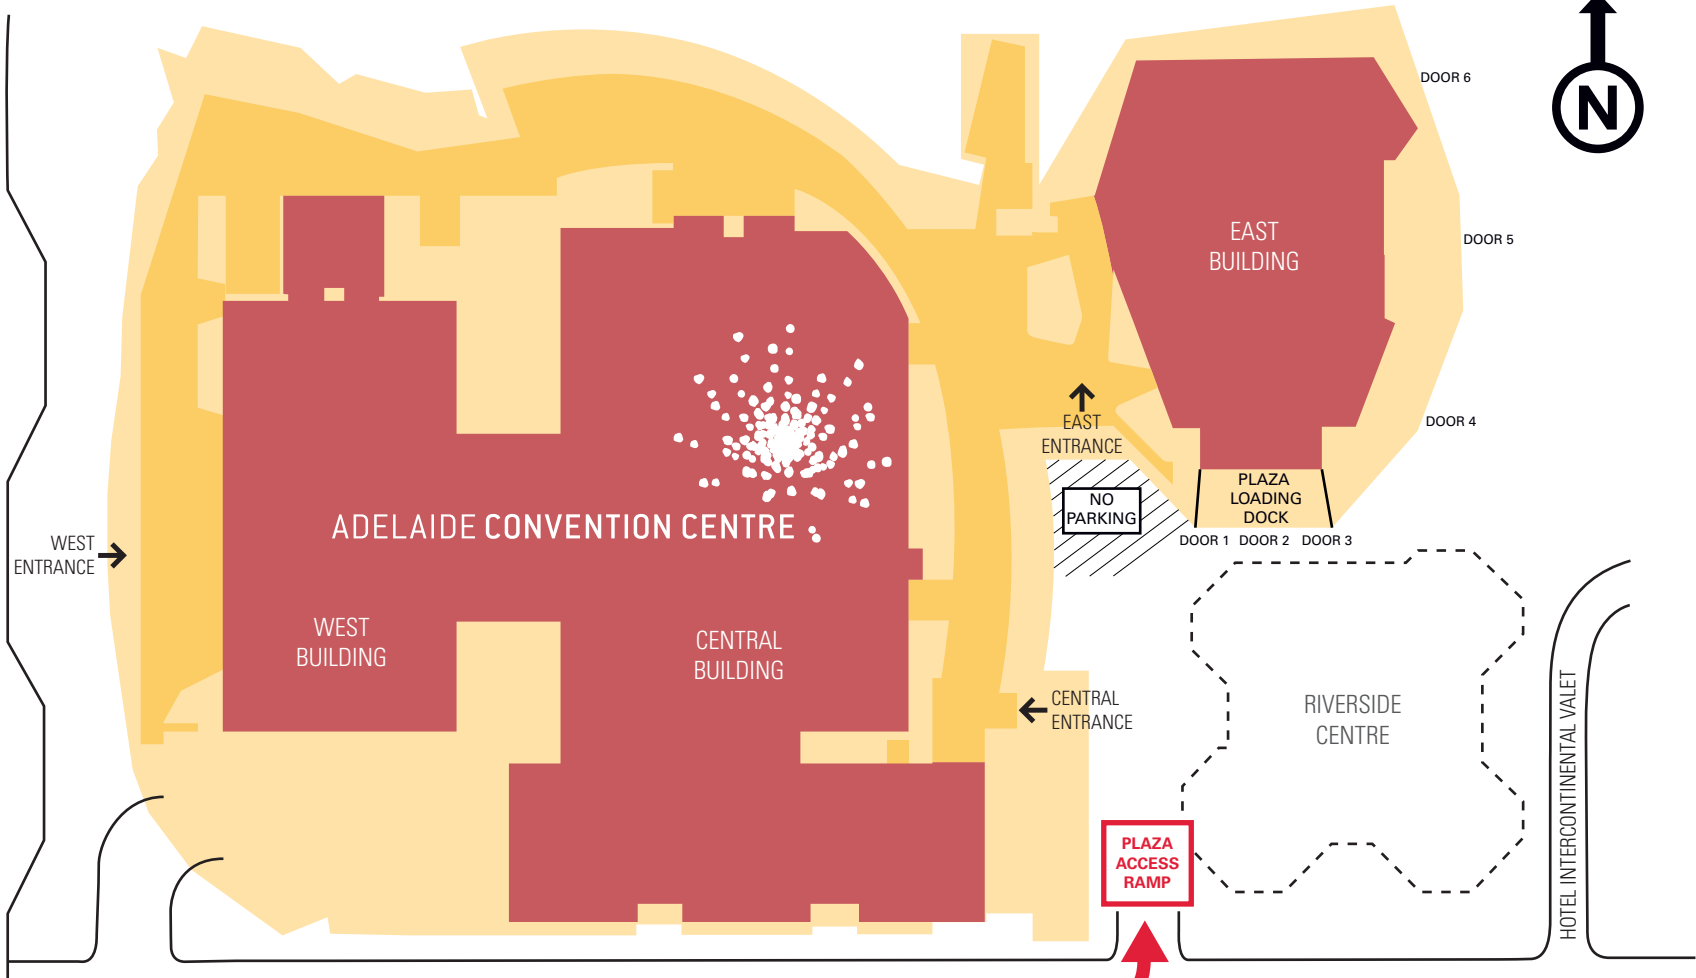 N
DOOR 6
EAST
BUILDING
DOOR 5
EAST
ENTRANCE
DOOR 4
PLAZA
LOADING
DOCK
NO
PARKING
DOOR 1 DOOR 2 DOOR 3
ADELAIDE CONVENTION CENTRE
WEST
ENTRANCE
WEST
BUILDING
CENTRAL
BUILDING
CENTRAL
ENTRANCE
RIVERSIDE
CENTRE
HOTEL INTERCONTINENTAL VALET
PLAZA
ACCESS
RAMP